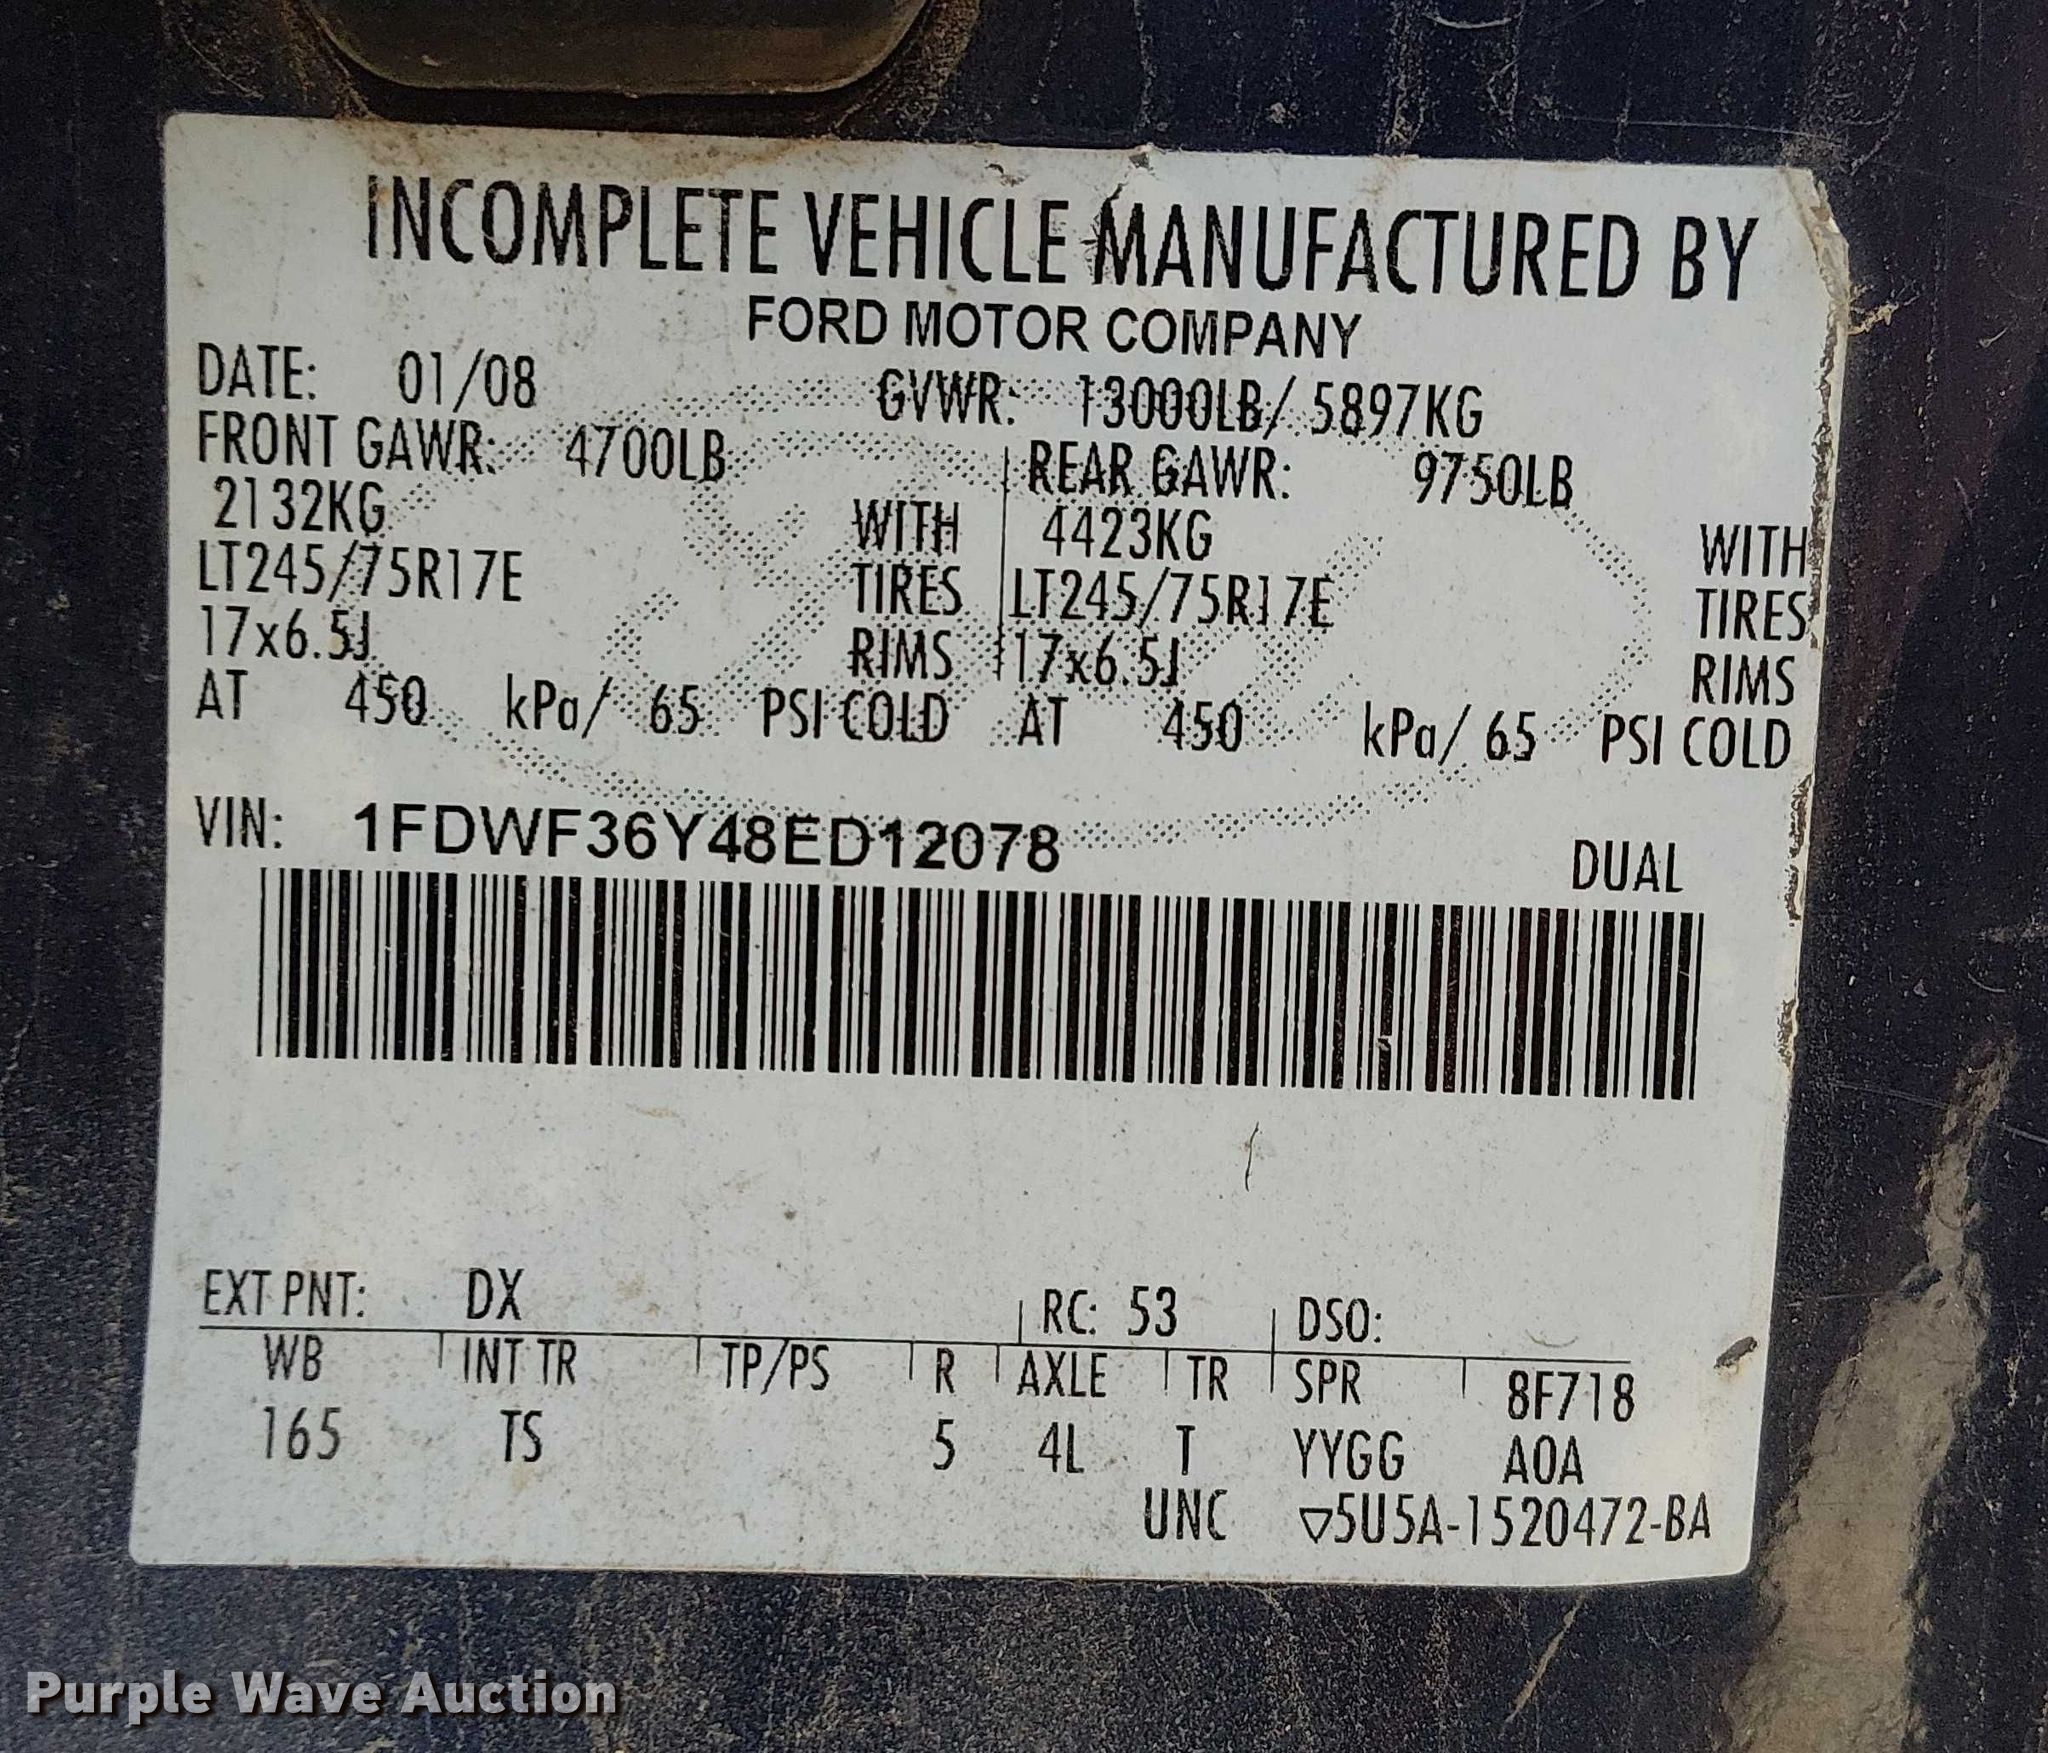 INCOMPLETE VEHICLE MANUFACTURED BY
FORD MOTOR COMPANY
DATE: 01/08 GVWR: 13000LB/ 5897KG
FRONT GAWR: 4700LB REAR GAWR: 9750LB
2132KG WITH 4423KG WITH
LT245/75R17E TIRES LT245/75R17E TIRES
17x6.5J RIMS 17x6.5J RIMS
AT 450 kPa/ 65 PSI COLD AT 450 kPa/ 65 PSI COLD
VIN: 1FDWF36Y48ED12078 DUAL
EXT PNT: DX RC: 53 DSO:
WB INT TR TP/PS R AXLE TR SPR 8F718
165 TS 5 4L T YYGG A0A
UNC ▽5U5A-1520472-BA
Purple Wave Auction